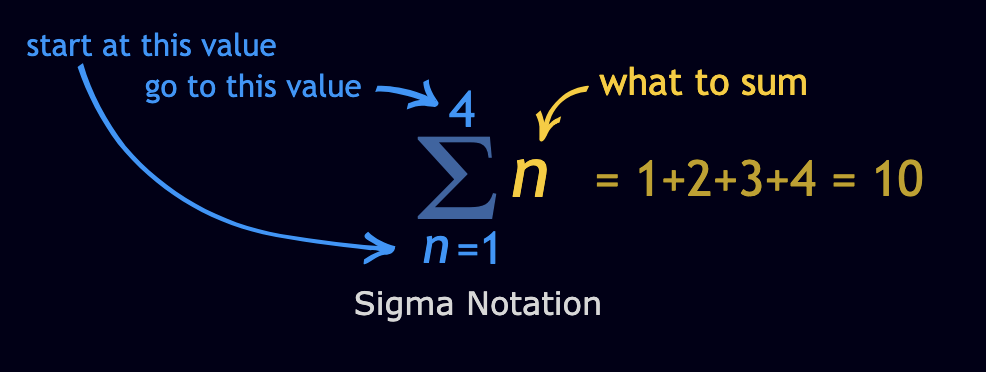 start at this value
go to this value
what to sum
4
Σ n = 1+2+3+4 = 10
n=1
Sigma Notation